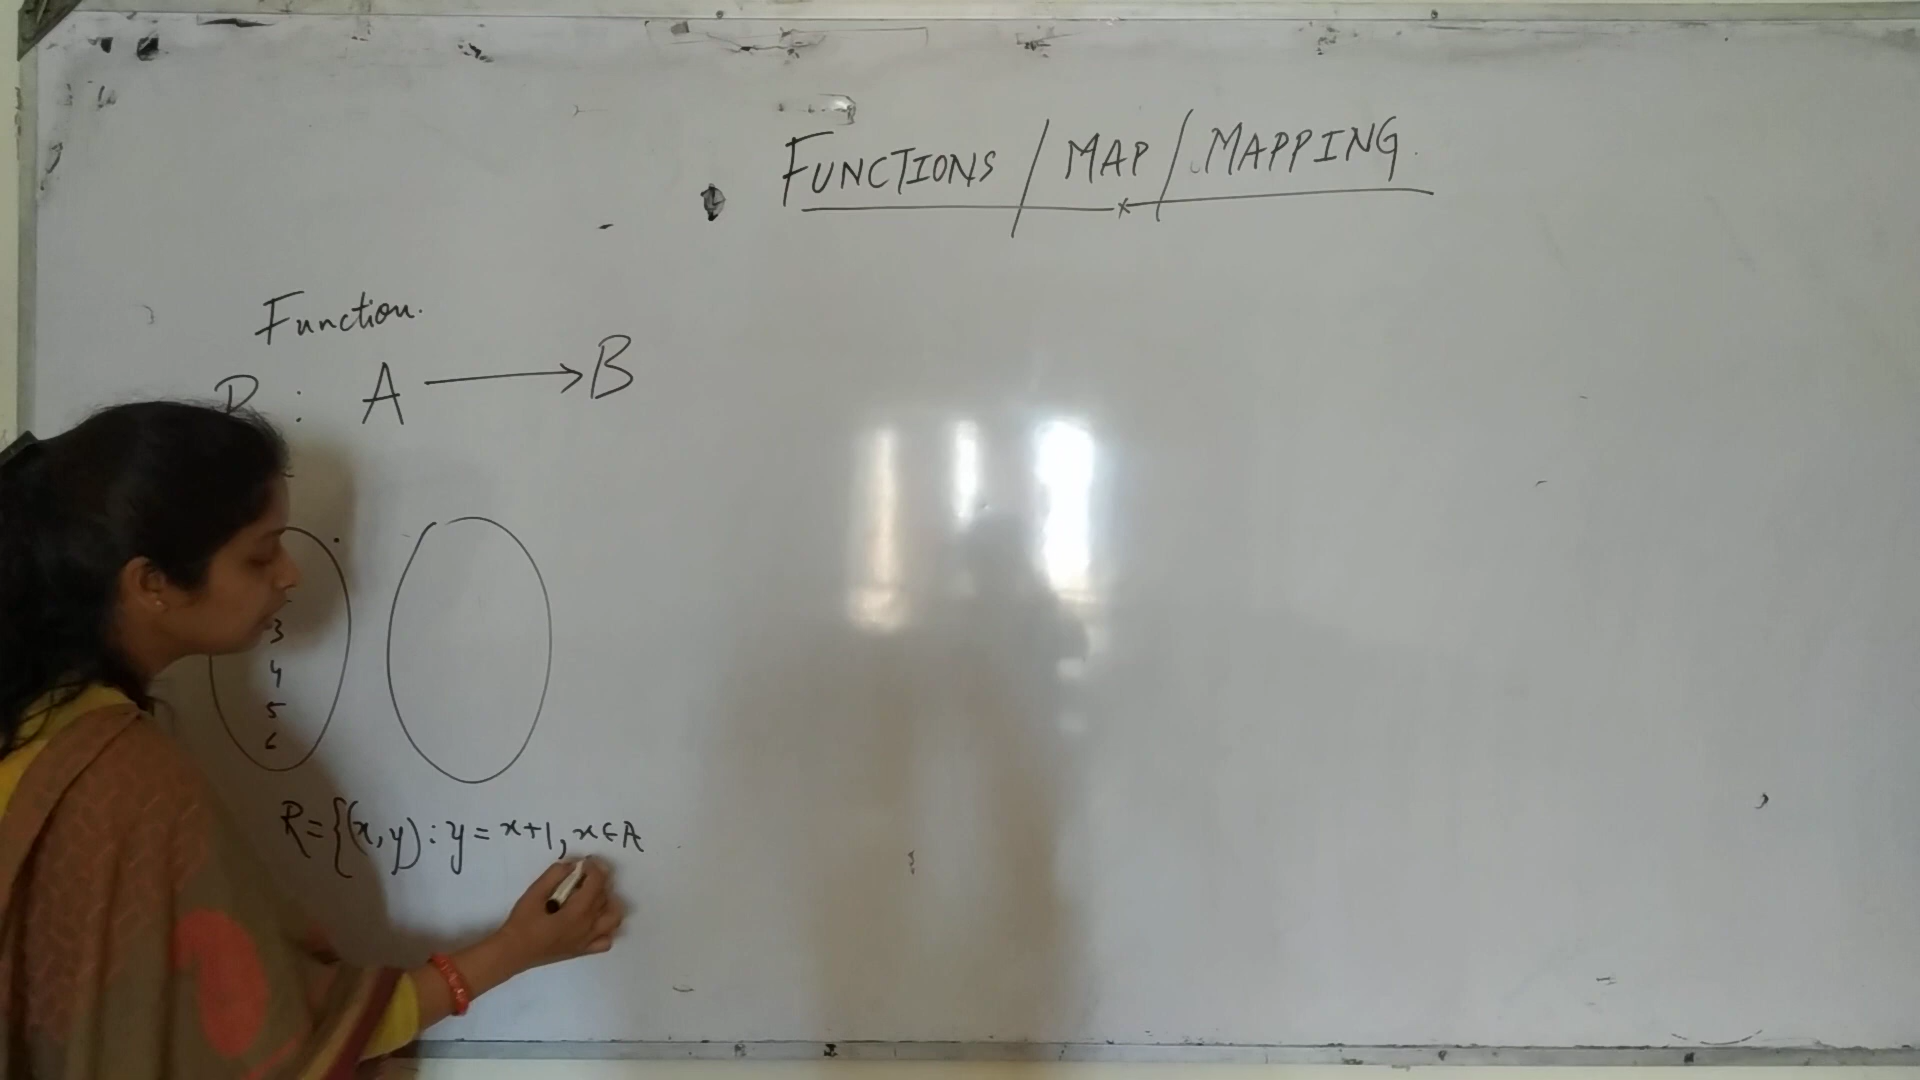 FUNCTIONS / MAP / MAPPING
Function.
R : A → B
3
4
5
6
R = {(x, y) : y = x+1, x ∈ A